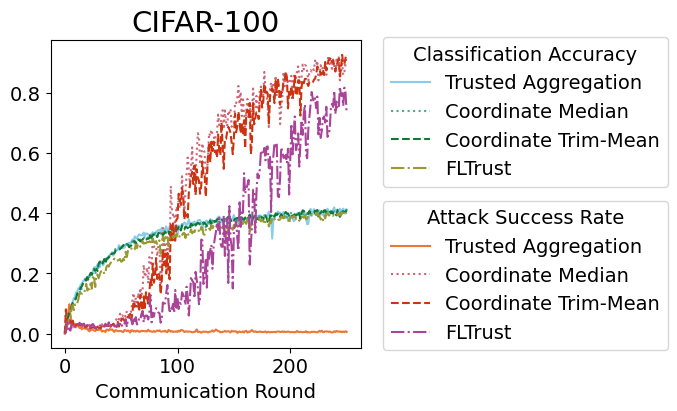 CIFAR-100
0.8
0.6
0.4
0.2
0.0
0
100
200
Communication Round
Classification Accuracy
Trusted Aggregation
Coordinate Median
Coordinate Trim-Mean
FLTrust
Attack Success Rate
Trusted Aggregation
Coordinate Median
Coordinate Trim-Mean
FLTrust